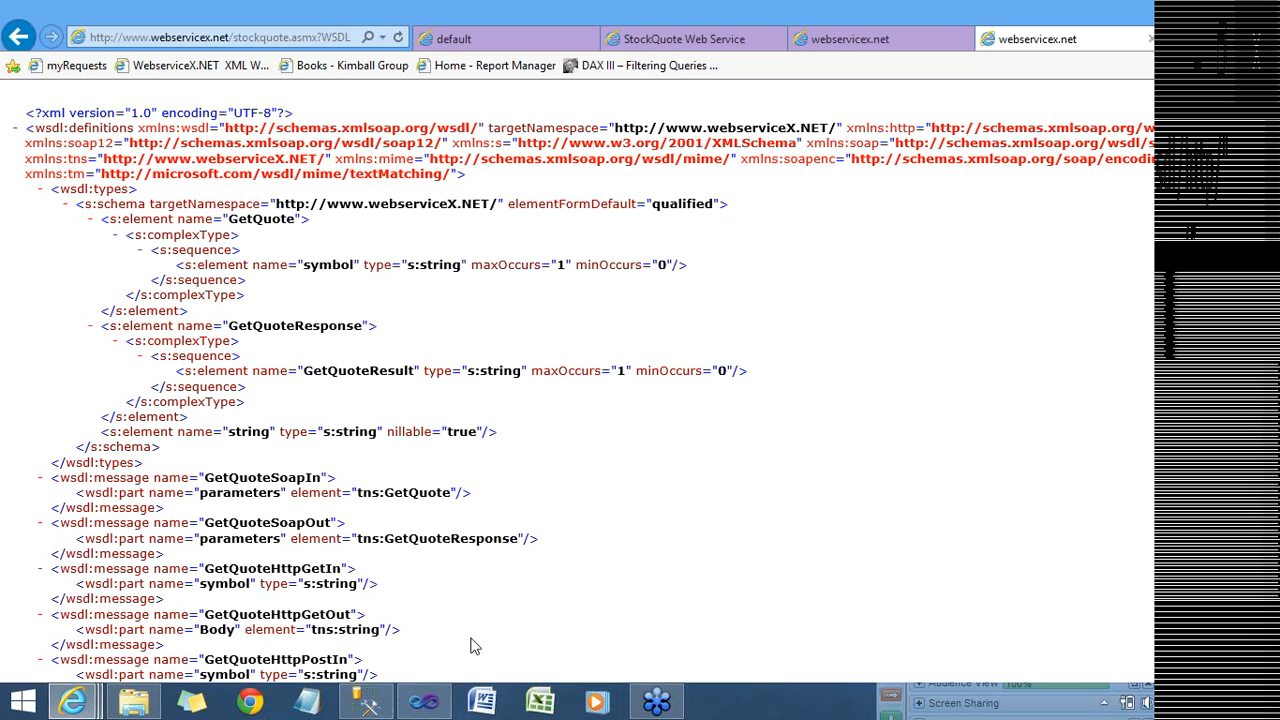 http://www.webservicex.net/stockquote.asmx?WSDL
default
StockQuote Web Service
webservicex.net
webservicex.net
myRequests
WebserviceX.NET XML W...
Books - Kimball Group
Home - Report Manager
DAX III – Filtering Queries ...
<?xml version="1.0" encoding="UTF-8"?>
- <wsdl:definitions xmlns:wsdl="http://schemas.xmlsoap.org/wsdl/" targetNamespace="http://www.webserviceX.NET/" xmlns:http="http://schemas.xmlsoap.org/w
xmlns:soap12="http://schemas.xmlsoap.org/wsdl/soap12/" xmlns:s="http://www.w3.org/2001/XMLSchema" xmlns:soap="http://schemas.xmlsoap.org/wsdl/s
xmlns:tns="http://www.webserviceX.NET/" xmlns:mime="http://schemas.xmlsoap.org/wsdl/mime/" xmlns:soapenc="http://schemas.xmlsoap.org/soap/encodin
xmlns:tm="http://microsoft.com/wsdl/mime/textMatching/">
- <wsdl:types>
- <s:schema targetNamespace="http://www.webserviceX.NET/" elementFormDefault="qualified">
- <s:element name="GetQuote">
- <s:complexType>
- <s:sequence>
<s:element name="symbol" type="s:string" maxOccurs="1" minOccurs="0"/>
</s:sequence>
</s:complexType>
</s:element>
- <s:element name="GetQuoteResponse">
- <s:complexType>
- <s:sequence>
<s:element name="GetQuoteResult" type="s:string" maxOccurs="1" minOccurs="0"/>
</s:sequence>
</s:complexType>
</s:element>
<s:element name="string" type="s:string" nillable="true"/>
</s:schema>
</wsdl:types>
- <wsdl:message name="GetQuoteSoapIn">
<wsdl:part name="parameters" element="tns:GetQuote"/>
</wsdl:message>
- <wsdl:message name="GetQuoteSoapOut">
<wsdl:part name="parameters" element="tns:GetQuoteResponse"/>
</wsdl:message>
- <wsdl:message name="GetQuoteHttpGetIn">
<wsdl:part name="symbol" type="s:string"/>
</wsdl:message>
- <wsdl:message name="GetQuoteHttpGetOut">
<wsdl:part name="Body" element="tns:string"/>
</wsdl:message>
- <wsdl:message name="GetQuoteHttpPostIn">
<wsdl:part name="symbol" type="s:string"/>
Audience View 100%
Screen Sharing